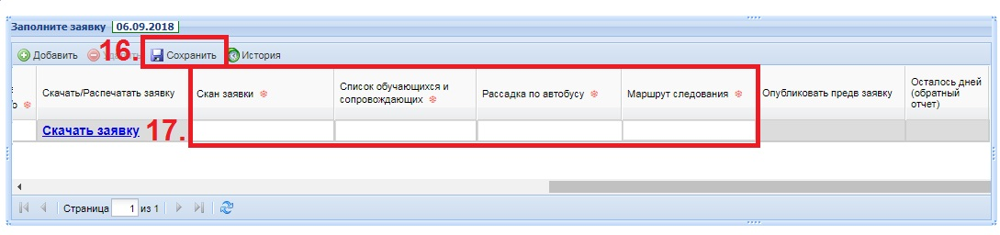 Заполните заявку 06.09.2018
16.
Добавить Удалить Сохранить История
о Скачать/Распечатать заявку Скан заявки Список обучающихся и сопровождающих Рассадка по автобусу Маршрут следования Опубликовать предв заявку Осталось дней (обратный отчет)
Скачать заявку 17.
Страница 1 из 1